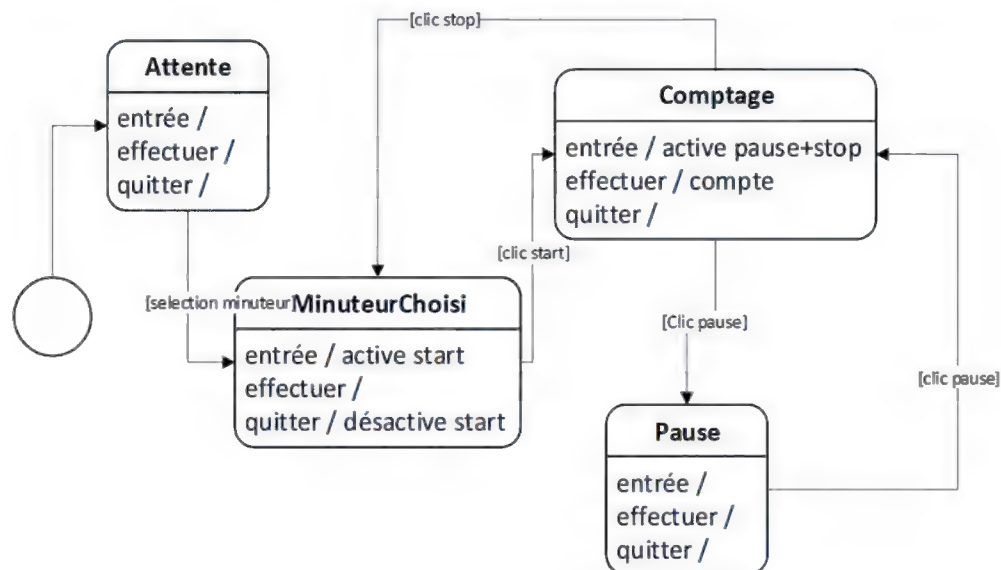 [clic stop]
Attente
entrée /
effectuer /
quitter /
Comptage
entrée / active pause+stop
effectuer / compte
quitter /
[clic start]
[selection minuteur]
MinuteurChoisi
entrée / active start
effectuer /
quitter / désactive start
[Clic pause]
[clic pause]
Pause
entrée /
effectuer /
quitter /